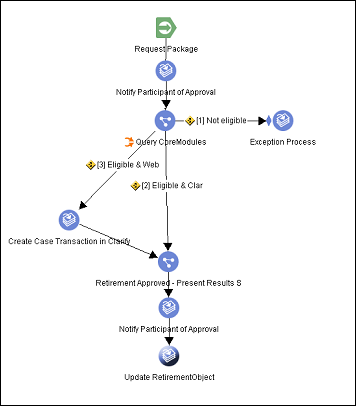 Request Package
Notify Participant of Approval
[1] Not eligible
Query CoreModules
Exception Process
[3] Eligible & Web
[2] Eligible & Clar
Create Case Transaction in Clarify
Retirement Approved - Present Results S
Notify Participant of Approval
Update RetirementObject